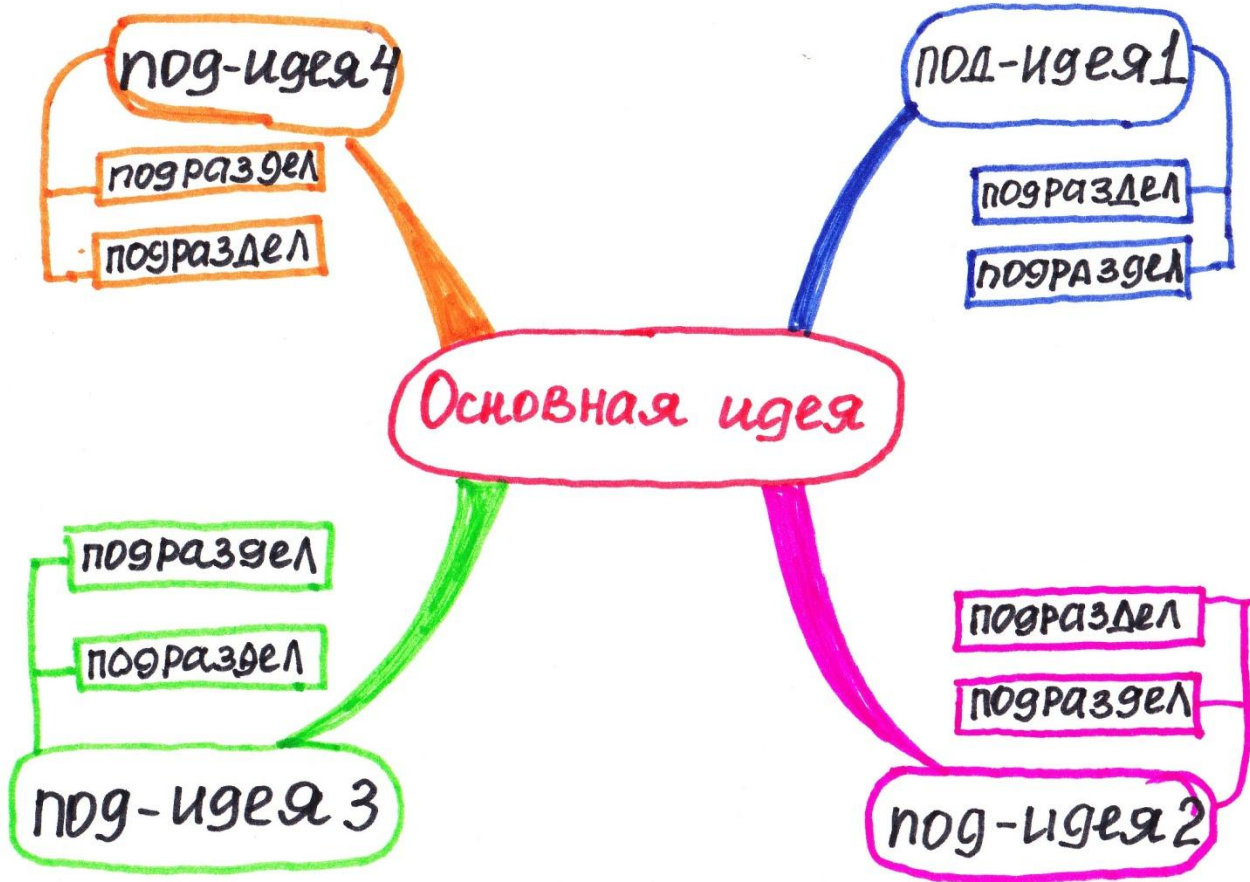 под-идея 4
подраздел
подраздел
под-идея 1
подраздел
подраздел
Основная идея
подраздел
подраздел
под-идея 3
подраздел
подраздел
под-идея 2